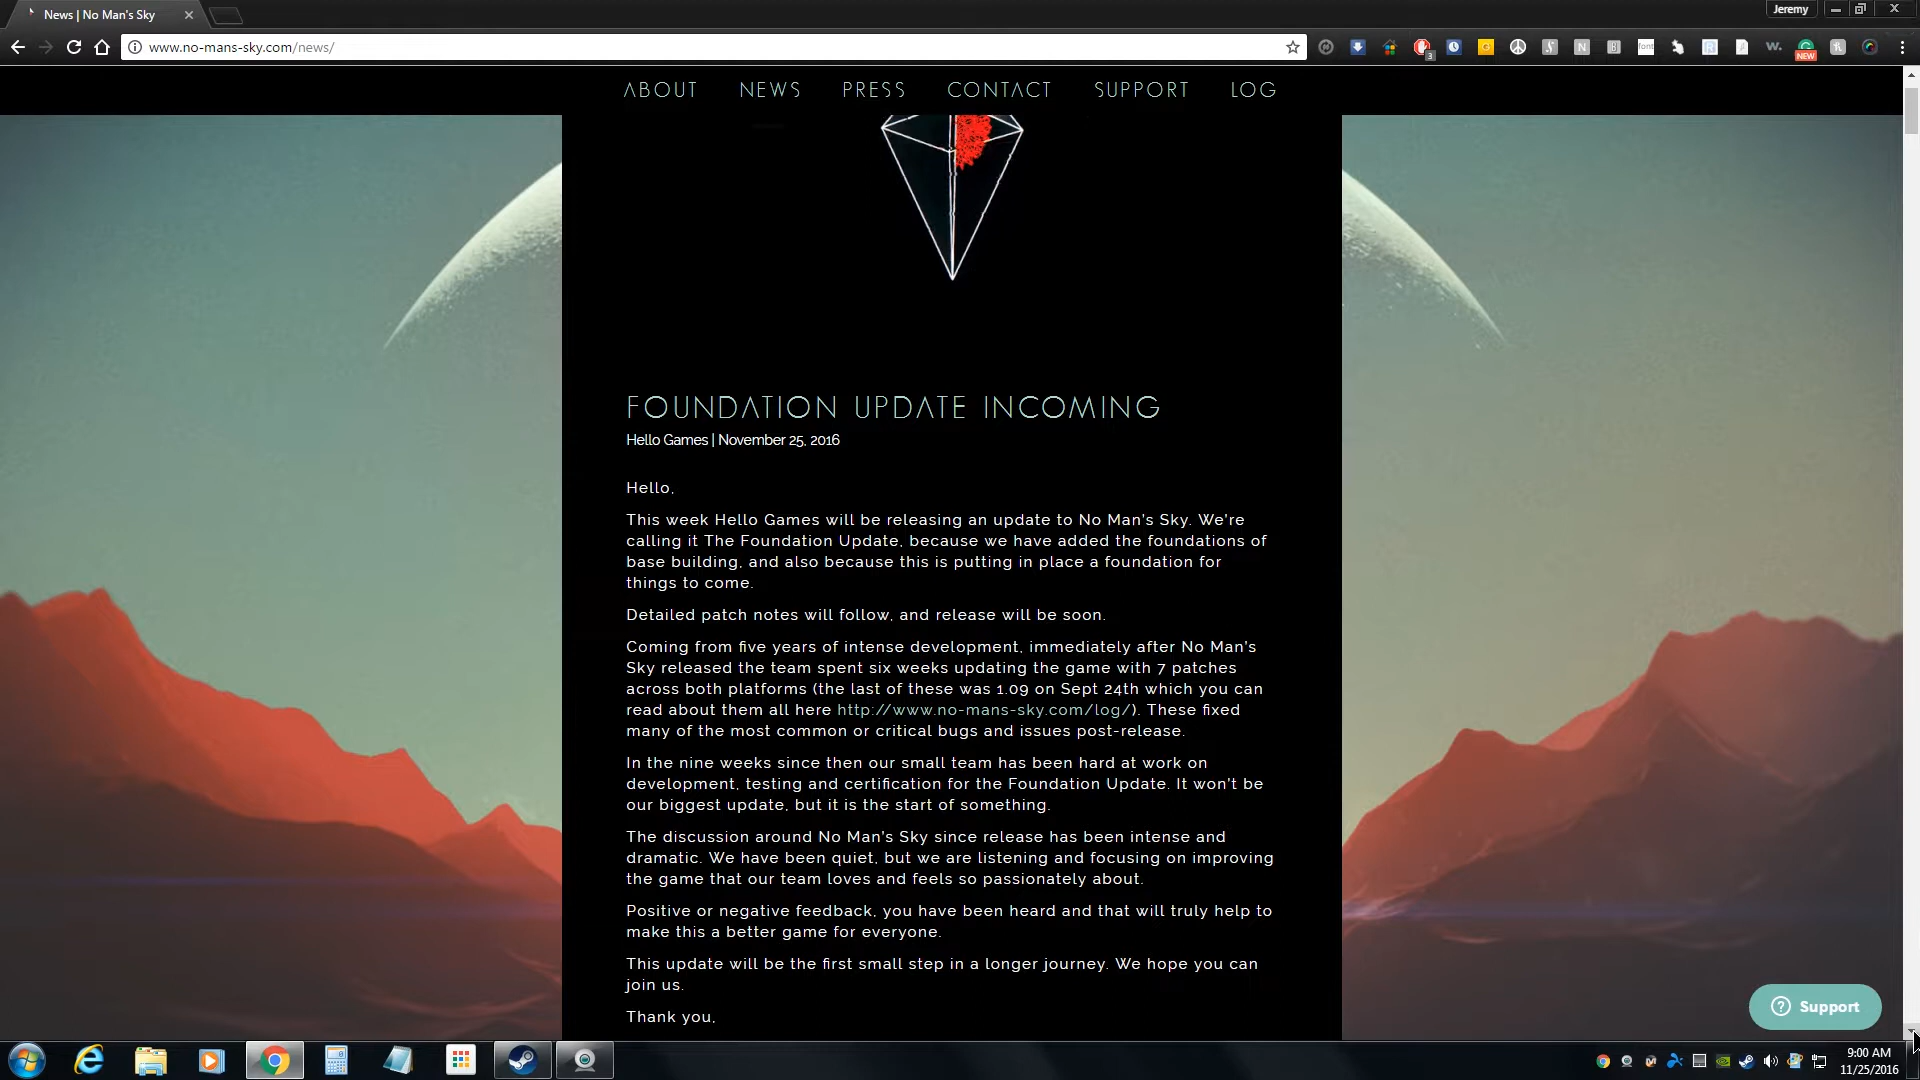 News | No Man's Sky
Jeremy
www.no-mans-sky.com/news/
3
font
w.
NEW
ABOUT NEWS PRESS CONTACT SUPPORT LOG
FOUNDATION UPDATE INCOMING
Hello Games | November 25, 2016
Hello,
This week Hello Games will be releasing an update to No Man's Sky. We're
calling it The Foundation Update, because we have added the foundations of
base building, and also because this is putting in place a foundation for
things to come.
Detailed patch notes will follow, and release will be soon.
Coming from five years of intense development, immediately after No Man's
Sky released the team spent six weeks updating the game with 7 patches
across both platforms (the last of these was 1.09 on Sept 24th which you can
read about them all here http://www.no-mans-sky.com/log/). These fixed
many of the most common or critical bugs and issues post-release.
In the nine weeks since then our small team has been hard at work on
development, testing and certification for the Foundation Update. It won't be
our biggest update, but it is the start of something.
The discussion around No Man's Sky since release has been intense and
dramatic. We have been quiet, but we are listening and focusing on improving
the game that our team loves and feels so passionately about.
Positive or negative feedback, you have been heard and that will truly help to
make this a better game for everyone.
This update will be the first small step in a longer journey. We hope you can
join us.
Thank you,
Support
9:00 AM
11/25/2016